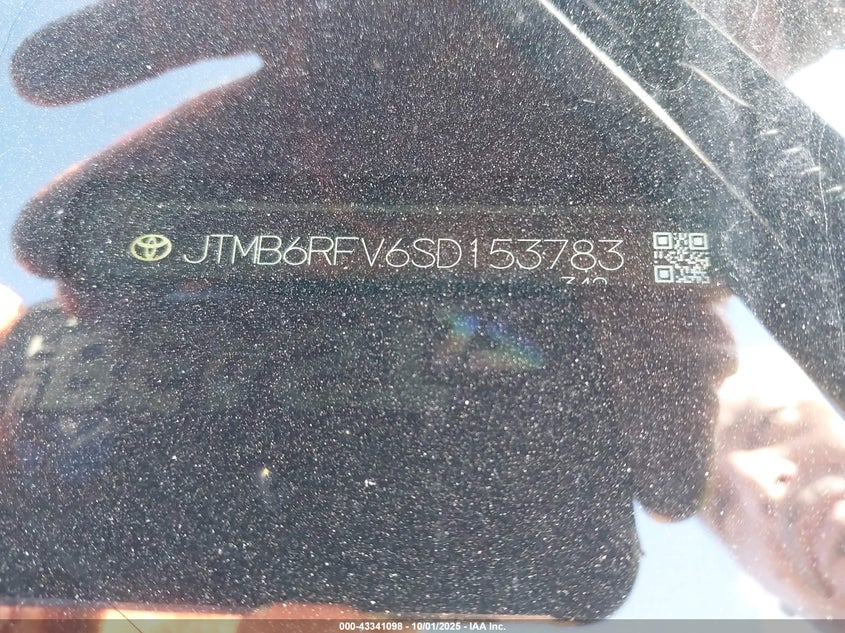 JTMB6RFV6SD153783
000-43341098 - 10/01/2025 - IAA Inc.